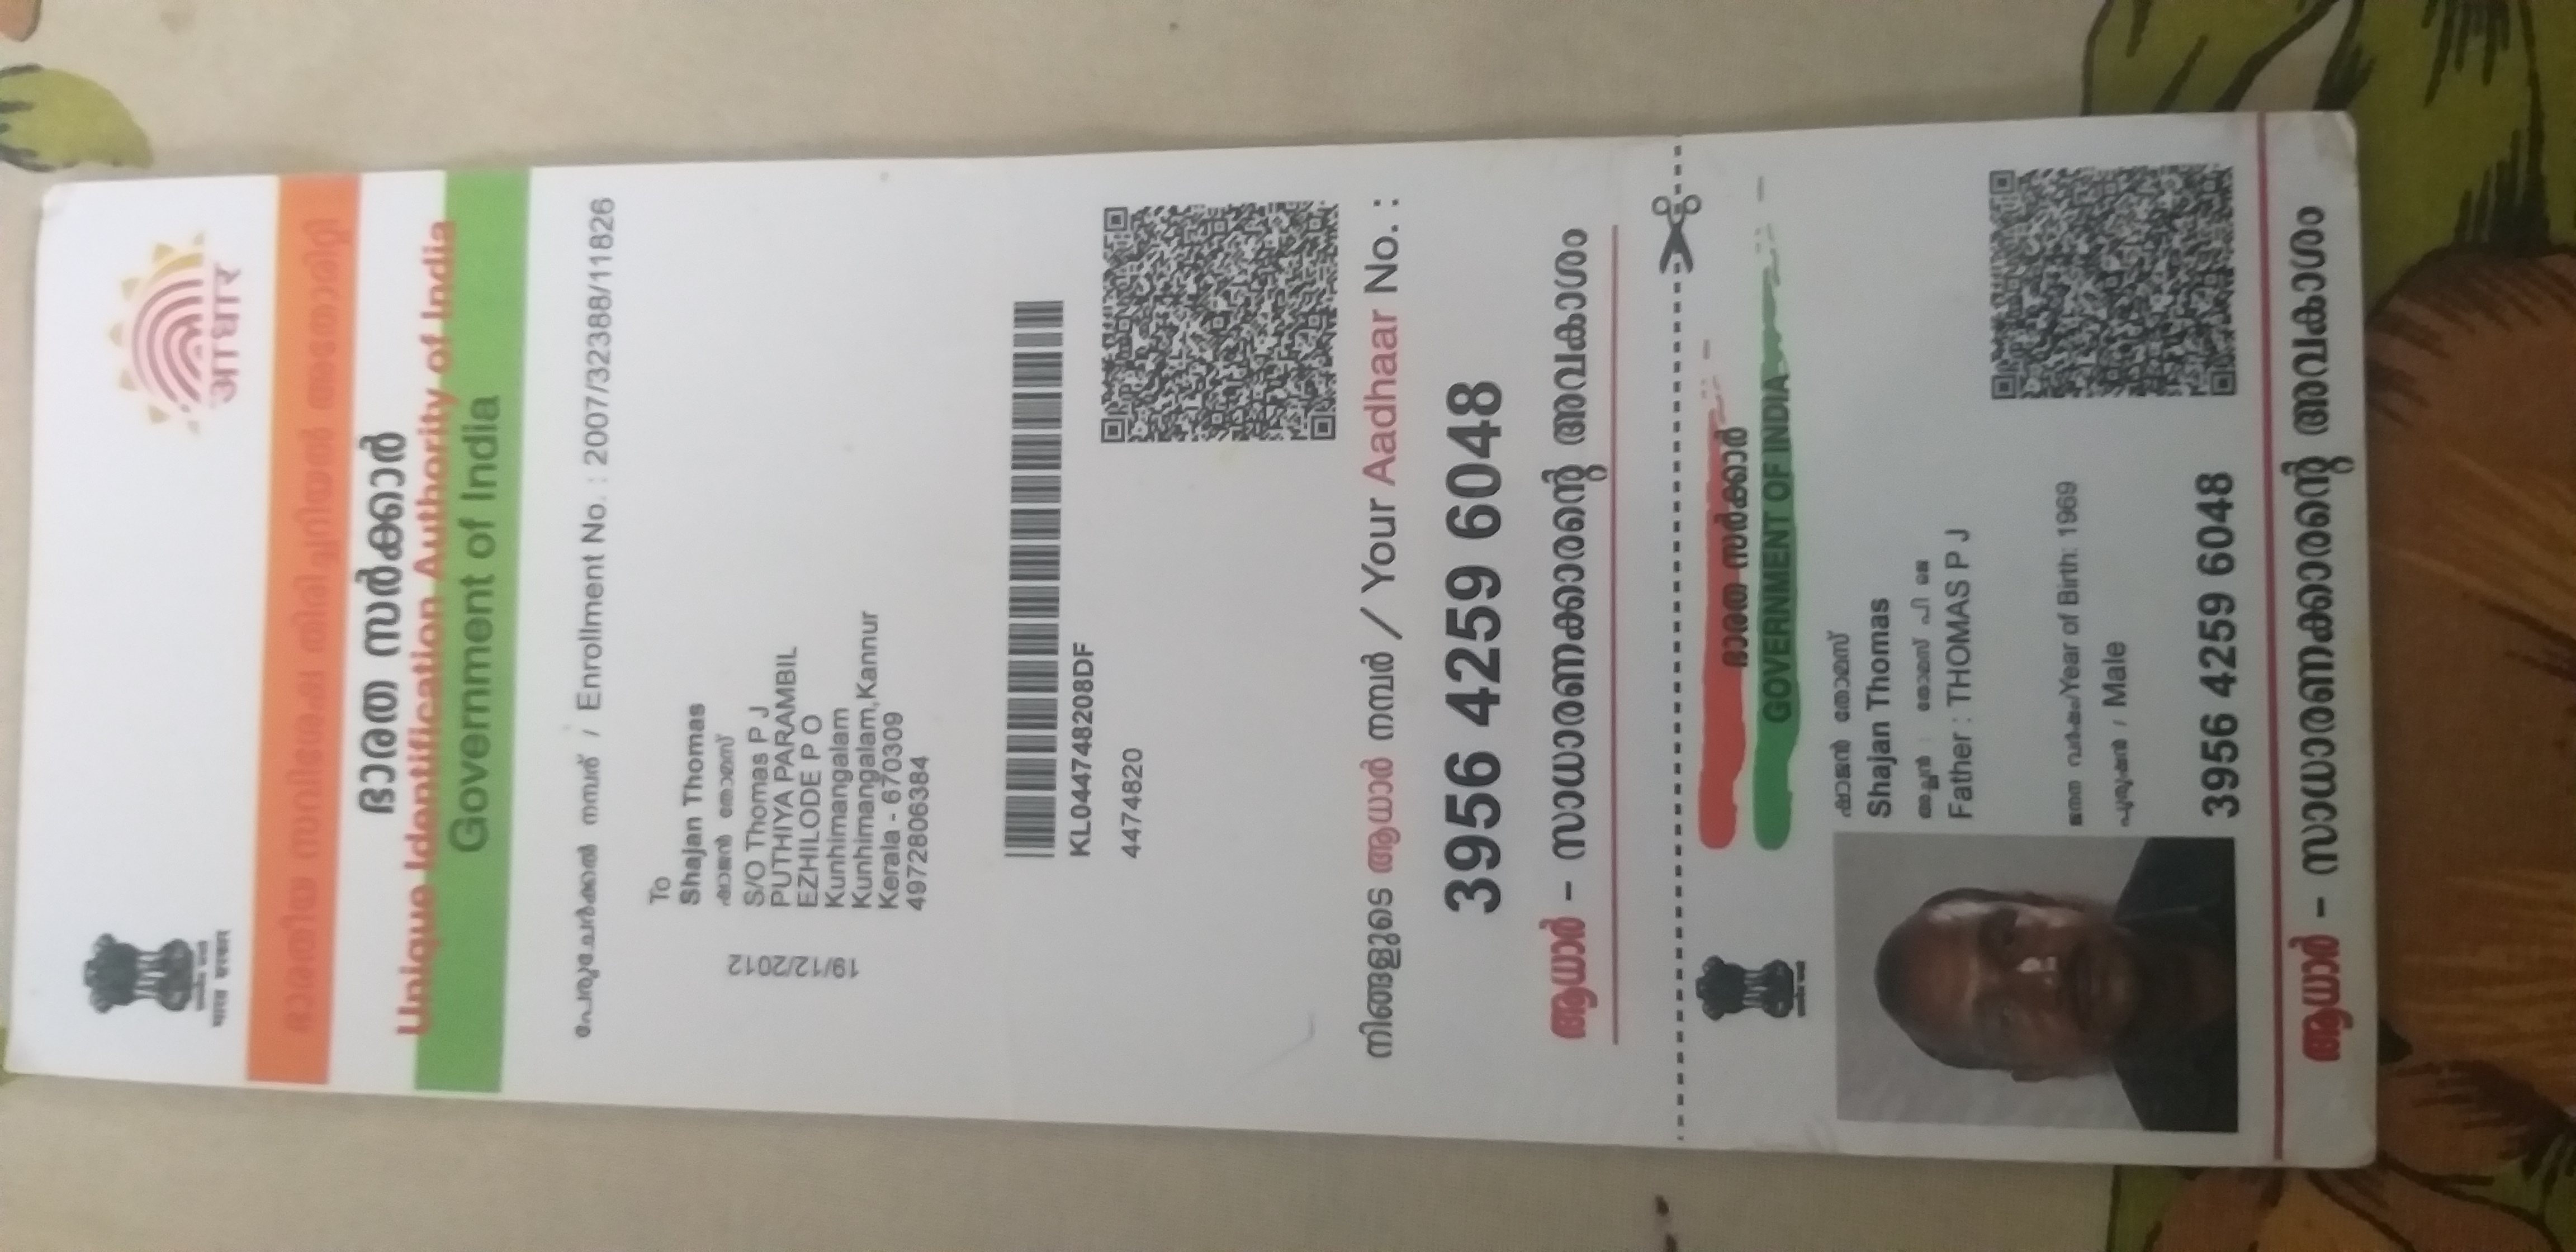 भारत सरकार
आधार
ഭാരതീയ സവിശേഷ തിരിച്ചറിയൽ അതോരിറ്റി
ഭാരത സർക്കാർ
Unique Identification Authority of India
Government of India
പേരുചേർക്കൽ നമ്പര് / Enrollment No. : 2007/32388/11826
19/12/2012
To
Shajan Thomas
ഷാജൻ തോമസ്
S/O Thomas P J
PUTHIYA PARAMBIL
EZHILODE P O
Kunhimangalam
Kunhimangalam,Kannur
Kerala - 670309
4972806384
KL044748208DF
4474820
നിങ്ങളുടെ ആധാർ നമ്പർ / Your Aadhaar No. :
3956 4259 6048
ആധാർ - സാധാരണക്കാരന്റെ അവകാശം
ഭാരത സർക്കാർ
GOVERNMENT OF INDIA
ഷാജൻ തോമസ്
Shajan Thomas
അച്ചൻ : തോമസ് പി ജെ
Father : THOMAS P J
ജനന വർഷം/Year of Birth: 1969
പുരുഷൻ / Male
3956 4259 6048
ആധാർ - സാധാരണക്കാരന്റെ അവകാശം